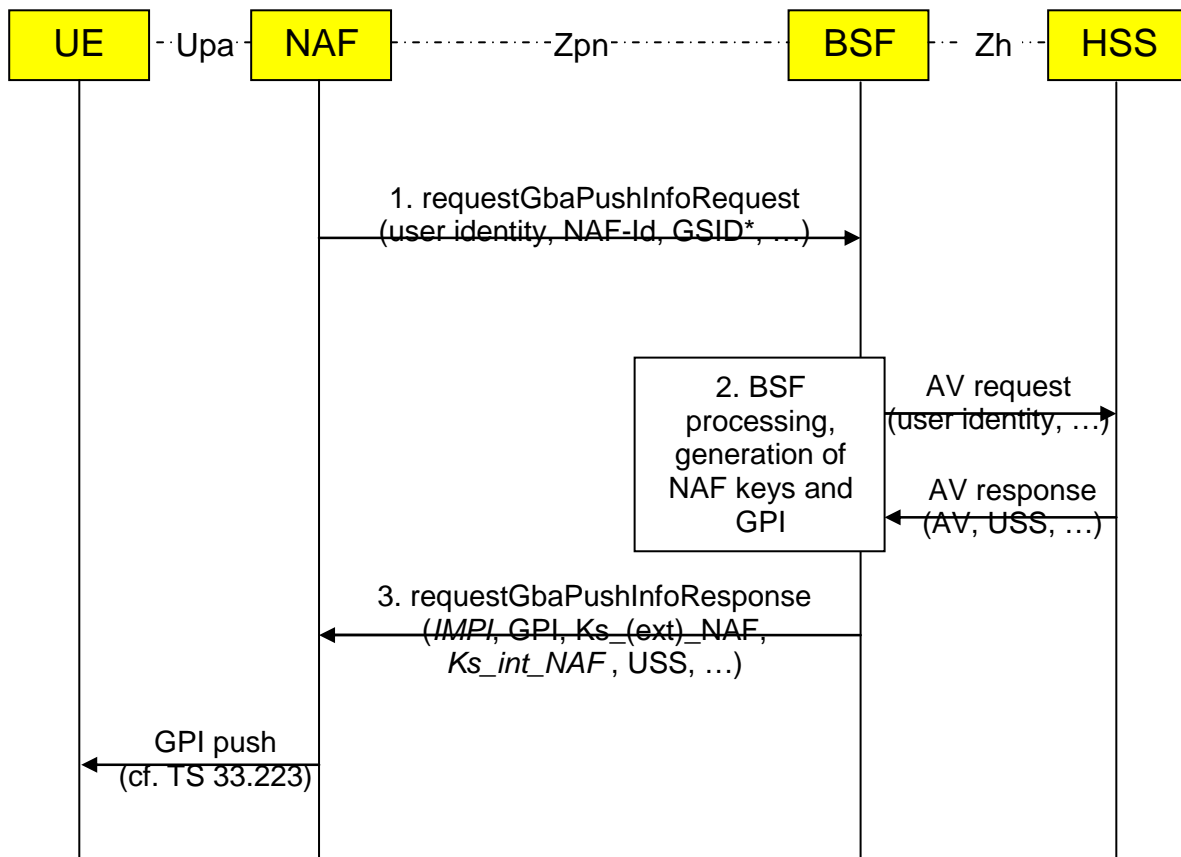 UE Upa NAF Zpn BSF Zh HSS
1. requestGbaPushInfoRequest
(user identity, NAF-Id, GSID*, …)
2. BSF
processing,
generation of
NAF keys and
GPI
AV request
(user identity, …)
AV response
(AV, USS, …)
3. requestGbaPushInfoResponse
(IMPI, GPI, Ks_(ext)_NAF,
Ks_int_NAF , USS, …)
GPI push
(cf. TS 33.223)